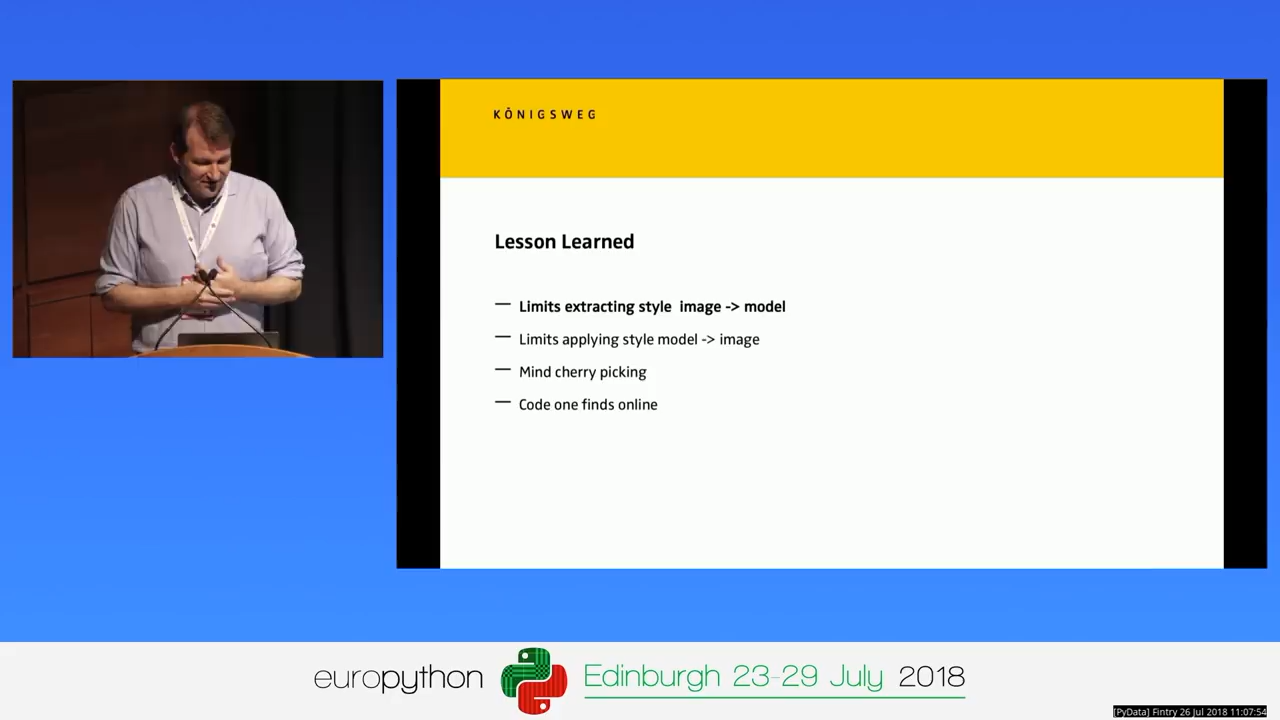 KÖNIGSWEG
Lesson Learned
— Limits extracting style image -> model
— Limits applying style model -> image
— Mind cherry picking
— Code one finds online
europython Edinburgh 23-29 July 2018
[PyData] Fintry 26 Jul 2018 11:07:54